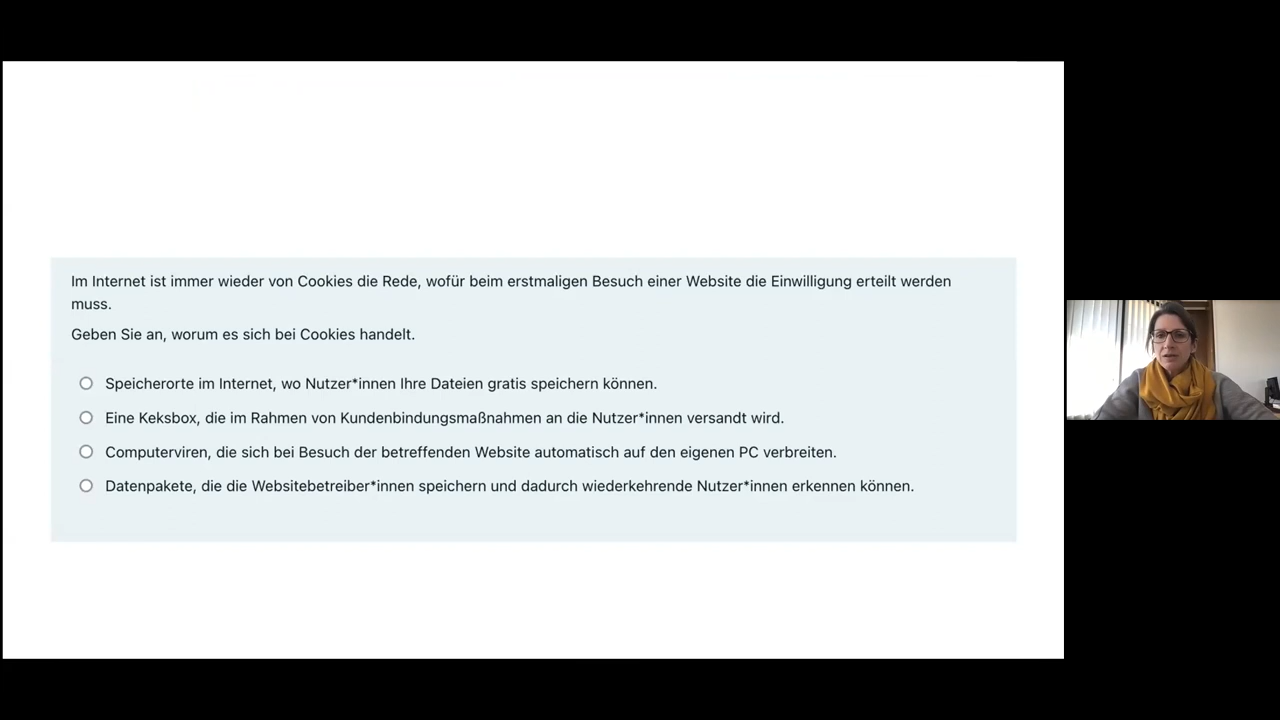 Im Internet ist immer wieder von Cookies die Rede, wofür beim erstmaligen Besuch einer Website die Einwilligung erteilt werden
muss.
Geben Sie an, worum es sich bei Cookies handelt.
Speicherorte im Internet, wo Nutzer*innen Ihre Dateien gratis speichern können.
Eine Keksbox, die im Rahmen von Kundenbindungsmaßnahmen an die Nutzer*innen versandt wird.
Computerviren, die sich bei Besuch der betreffenden Website automatisch auf den eigenen PC verbreiten.
Datenpakete, die die Websitebetreiber*innen speichern und dadurch wiederkehrende Nutzer*innen erkennen können.